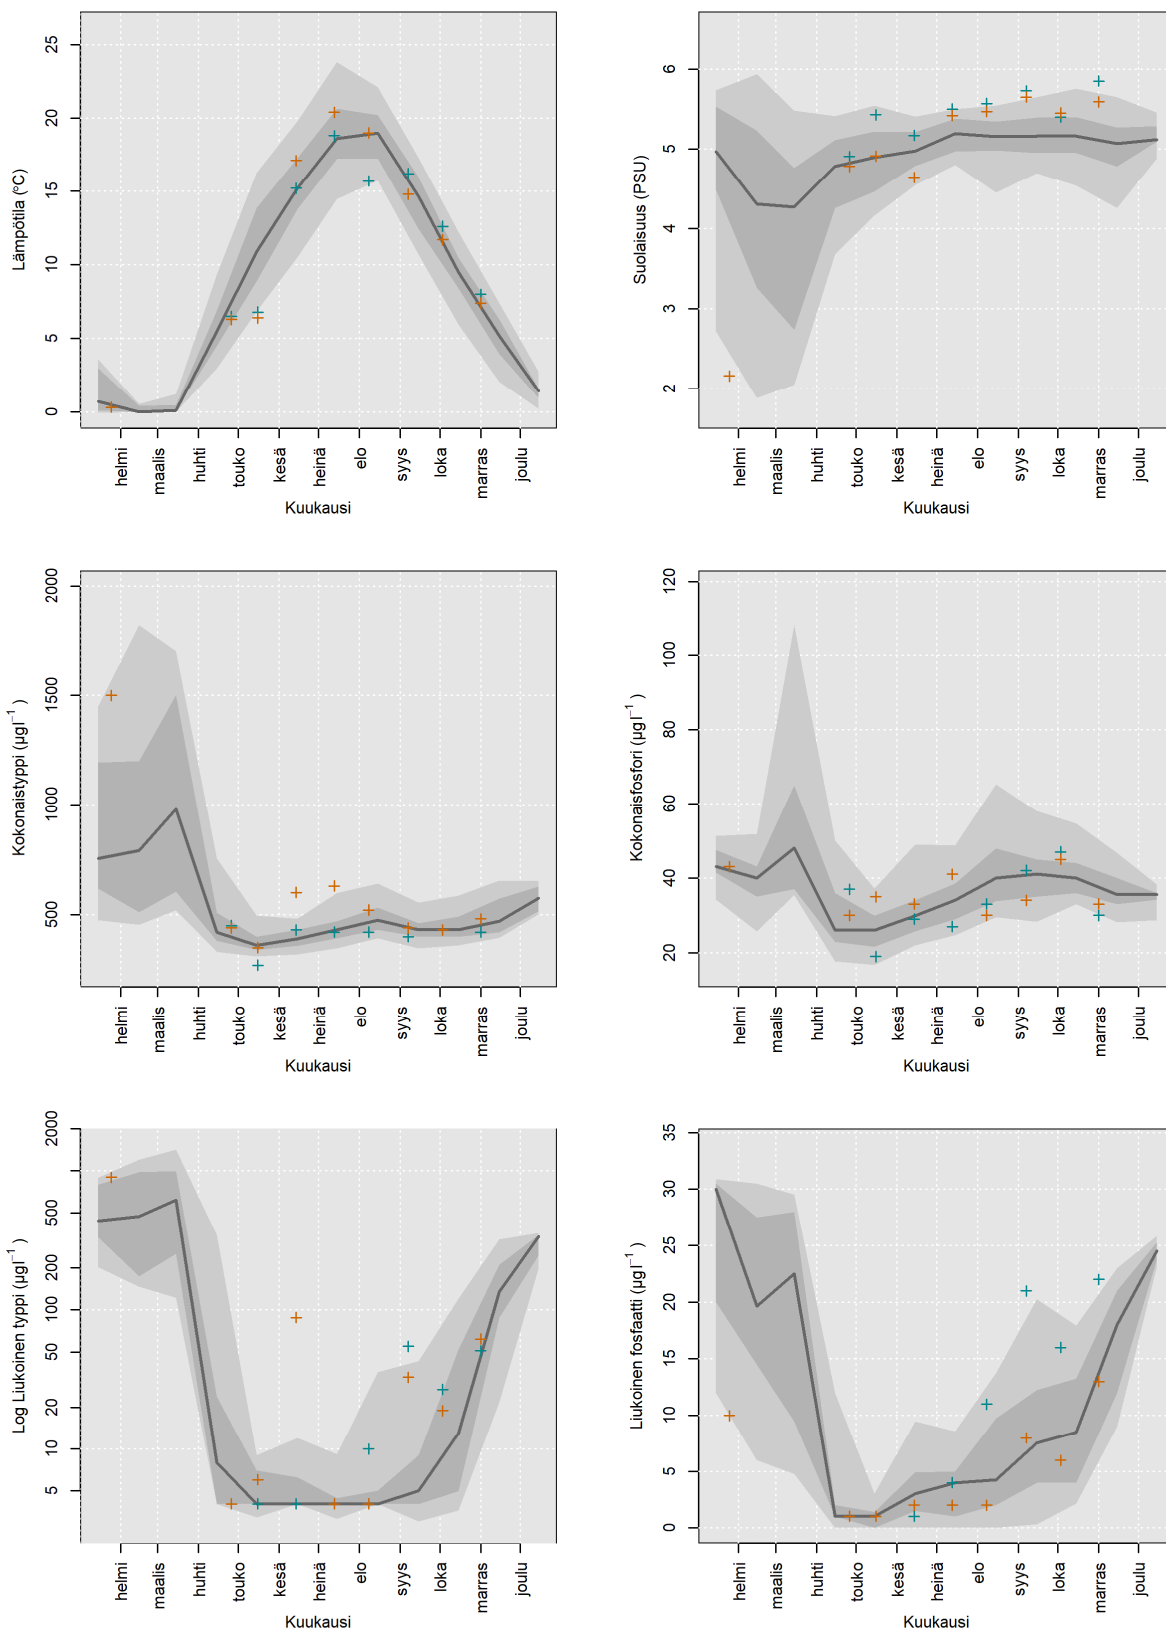 Lämpötila (°C)
25
20
15
10
5
0
helmi
maalis
huhti
touko
kesä
heinä
elo
syys
loka
marras
joulu
Kuukausi
Suolaisuus (PSU)
6
5
4
3
2
helmi
maalis
huhti
touko
kesä
heinä
elo
syys
loka
marras
joulu
Kuukausi
Kokonaistyppi (µgl⁻¹ )
2000
1500
1000
500
helmi
maalis
huhti
touko
kesä
heinä
elo
syys
loka
marras
joulu
Kuukausi
Kokonaisfosfori (µgl⁻¹ )
120
100
80
60
40
20
helmi
maalis
huhti
touko
kesä
heinä
elo
syys
loka
marras
joulu
Kuukausi
Log Liukoinen typpi (µgl⁻¹ )
2000
500
200
100
50
20
10
5
helmi
maalis
huhti
touko
kesä
heinä
elo
syys
loka
marras
joulu
Kuukausi
Liukoinen fosfaatti (µgl⁻¹ )
35
30
25
20
15
10
5
0
helmi
maalis
huhti
touko
kesä
heinä
elo
syys
loka
marras
joulu
Kuukausi